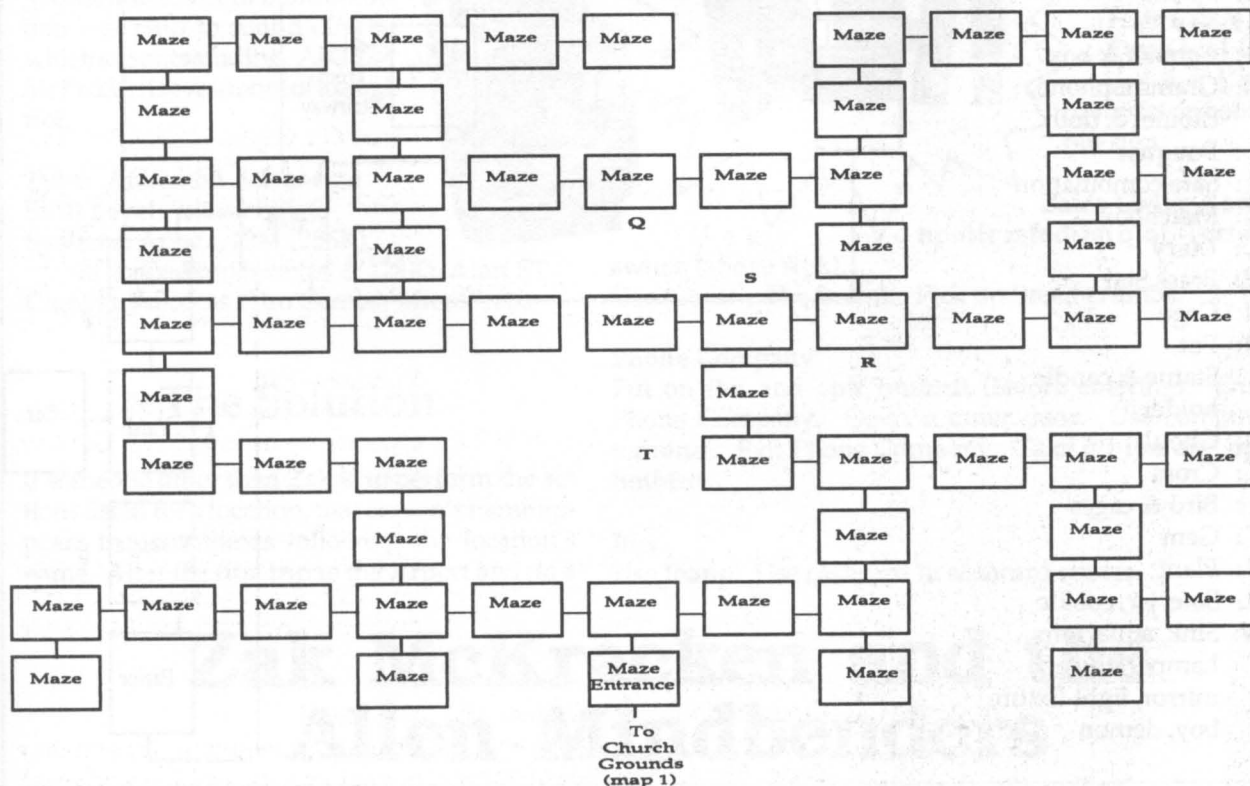 Maze Maze Maze Maze Maze Maze Maze Maze Maze
Maze Maze Maze Maze
Maze Maze Maze Maze Maze Maze Maze Maze Maze
Q
Maze Maze Maze Maze
S
Maze Maze Maze Maze Maze Maze Maze Maze Maze Maze
R
Maze Maze
Maze Maze Maze T Maze Maze Maze Maze Maze
Maze Maze Maze
Maze Maze Maze Maze Maze Maze Maze Maze Maze Maze
Maze Maze Maze Maze Maze
Entrance
To
Church
Grounds
(map 1)